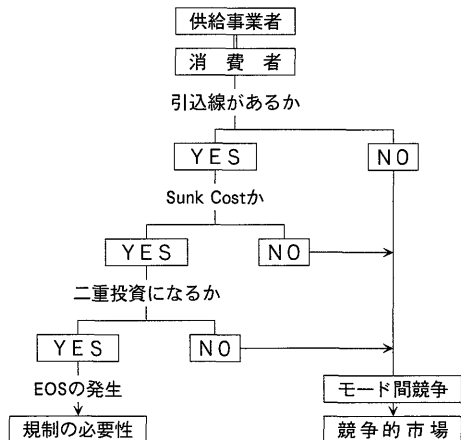 供給事業者
消費者
引込線があるか
YES
NO
Sunk Costか
YES
NO
二重投資になるか
YES
NO
EOSの発生
モード間競争
規制の必要性
競争的市場